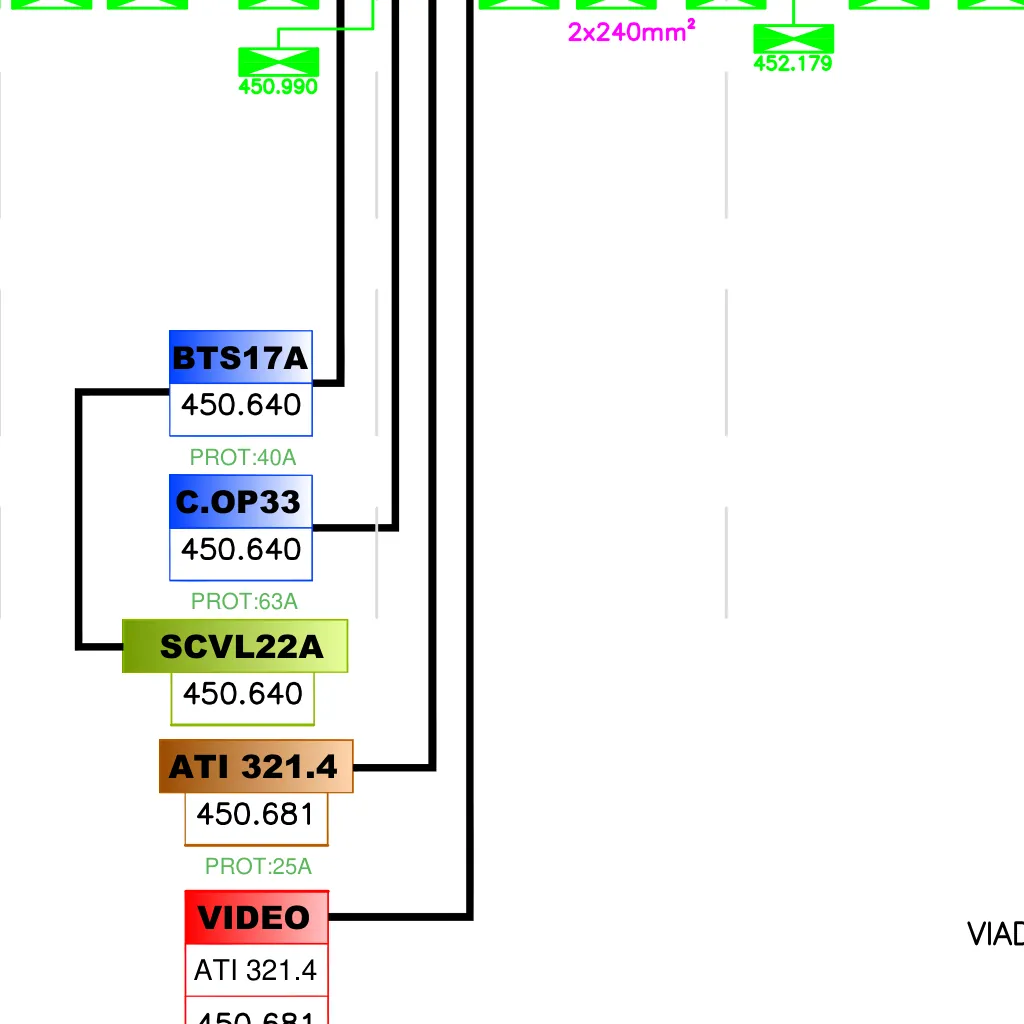 2x240mm²
452.179
450.990
BTS17A
450.640
PROT:40A
C.OP33
450.640
PROT:63A
SCVL22A
450.640
ATI 321.4
450.681
PROT:25A
VIDEO
VIAD
ATI 321.4
450.681